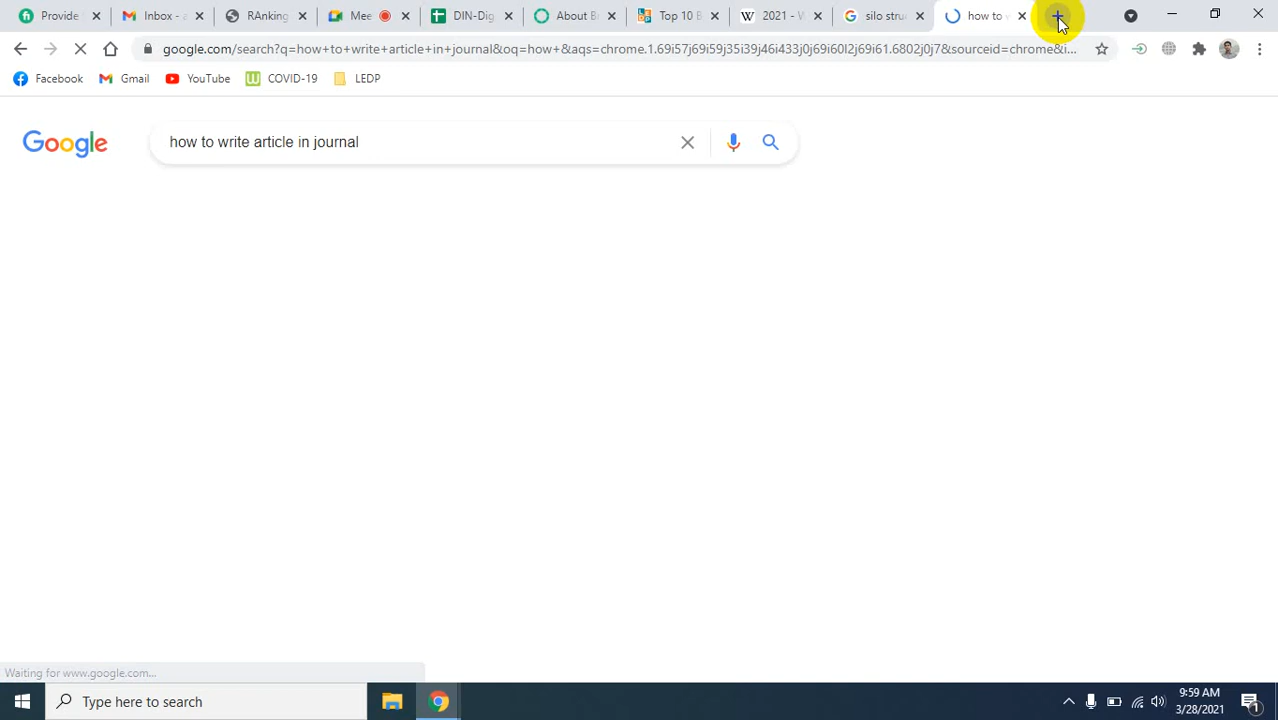 Provide
Inbox - a
RAnking
Mee
DIN-Dig
About Br
Top 10 B
2021 - W
silo stru
how to w
google.com/search?q=how+to+write+article+in+journal&oq=how+&aqs=chrome.1.69i57j69i59j35i39j46i433j0j69i60l2j69i61.6802j0j7&sourceid=chrome&i...
Facebook
Gmail
YouTube
COVID-19
LEDP
Google
how to write article in journal
Waiting for www.google.com...
Type here to search
9:59 AM
3/28/2021
1